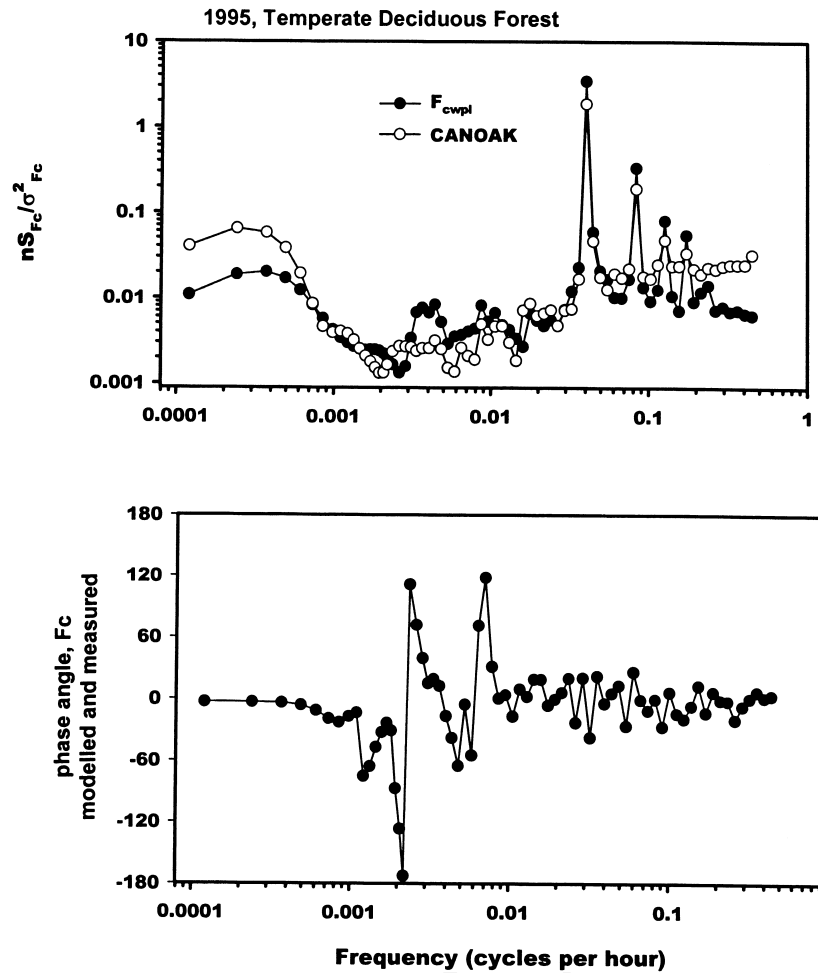 1995, Temperate Deciduous Forest
10
1
0.1
0.01
0.001
nS_Fc/σ²_Fc
F_cwpl
CANOAK
0.0001 0.001 0.01 0.1 1
180
120
60
0
-60
-120
-180
phase angle, Fc
modelled and measured
0.0001 0.001 0.01 0.1
Frequency (cycles per hour)